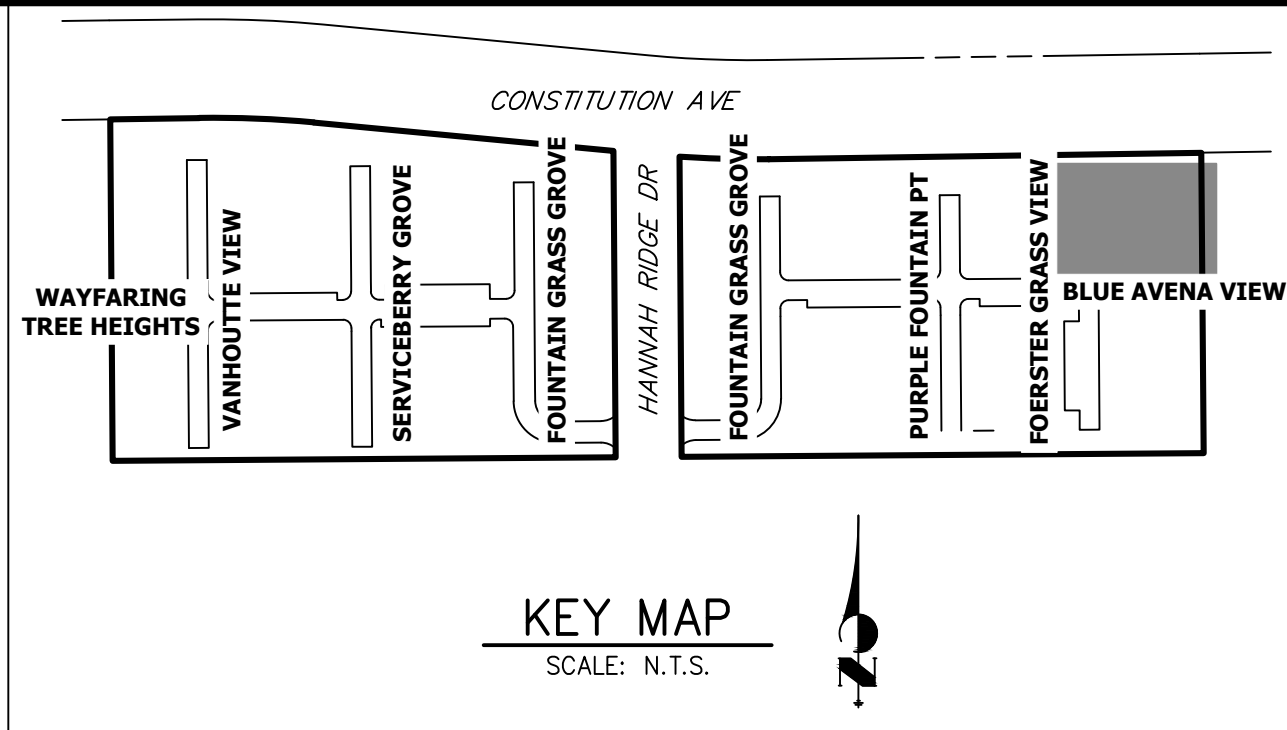 CONSTITUTION AVE
WAYFARING
TREE HEIGHTS
VANHOUTTE VIEW
SERVICEBERRY GROVE
FOUNTAIN GRASS GROVE
HANNAH RIDGE DR
FOUNTAIN GRASS GROVE
PURPLE FOUNTAIN PT
FOERSTER GRASS VIEW
BLUE AVENA VIEW
KEY MAP
SCALE: N.T.S.
N